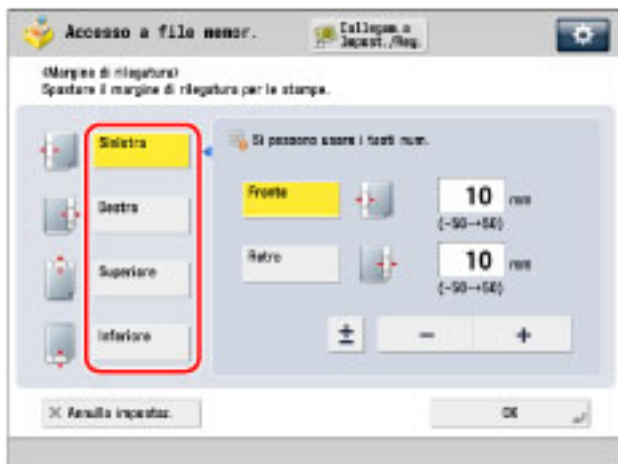 Accesso a file memor.
Collegam. a
Impost./Reg.
<Margine di rilegatura>
Spostare il margine di rilegatura per le stampe.
Sinistra
Destra
Superiore
Inferiore
Si possono usare i tasti num.
Fronte
10 mm
(-50→50)
Retro
10 mm
(-50→50)
± − +
× Annulla impostaz.
OK